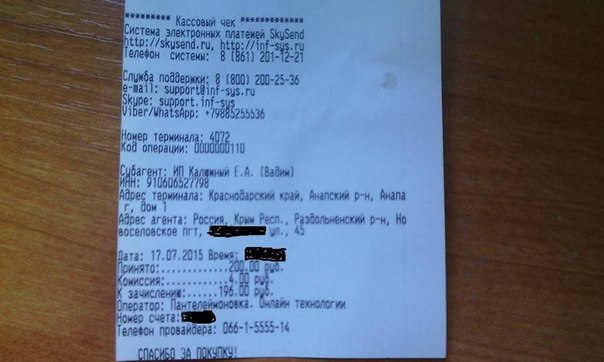 ******** Кассовый чек ********
Система электронных платежей SkySend
http://skysend.ru, http://inf-sys.ru
Телефон системы: 8 (861) 201-12-21
Служба поддержки: 8 (800) 200-25-36
e-mail: support@inf-sys.ru
Skype: support.inf-sys
Viber/WhatsApp: +79885255536
Номер терминала: 4072
Код операции: 0000000110
Субагент: ИП Калюжный Е.А. (Вадим)
ИНН: 910606527798
Адрес терминала: Краснодарский край, Анапский р-н, Анапа
г, дом 1
Адрес агента: Россия, Крым Респ., Раздольненский р-н, Но
воселовское пгт, ул., 45
Дата: 17.07.2015 Время:
Принято:............200.00 руб.
Комиссия:............4.00 руб.
К зачислению:......196.00 руб.
Оператор: Пантелеймоновка. Онлайн технологии
Номер счета:
Телефон провайдера: 066-1-5555-14
СПАСИБО ЗА ПОКУПКУ!